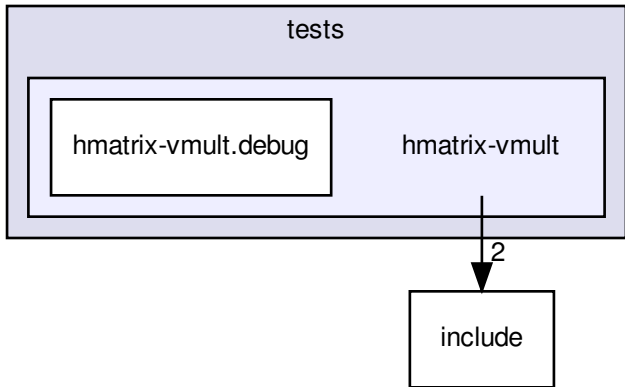 tests
hmatrix-vmult.debug
hmatrix-vmult
2
include